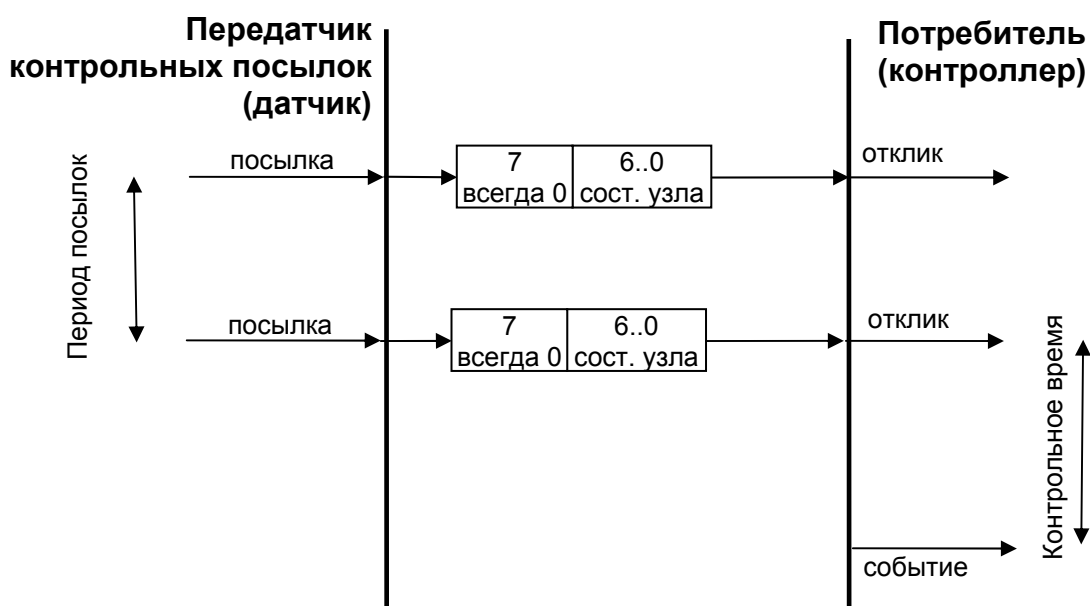 Передатчик
контрольных посылок
(датчик)
Потребитель
(контроллер)
Период посылок
посылка
7
всегда 0
6..0
сост. узла
отклик
посылка
7
всегда 0
6..0
сост. узла
отклик
Контрольное время
событие